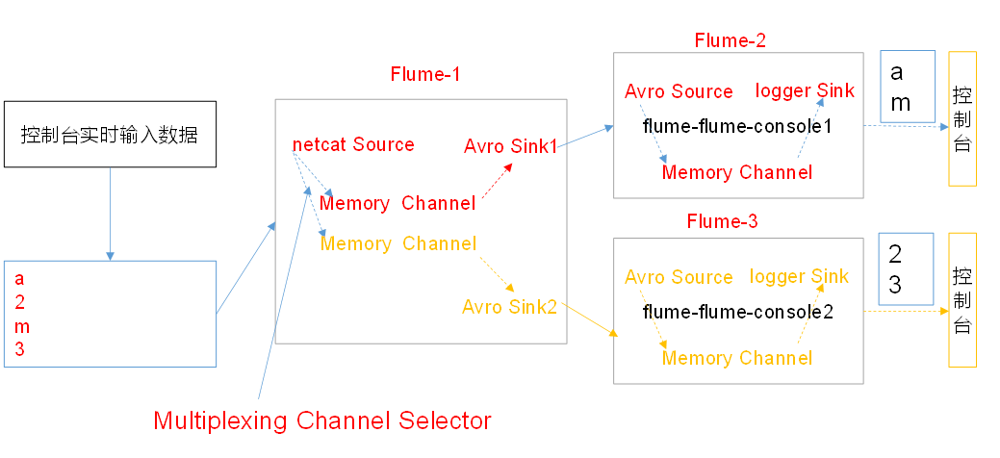 控制台实时输入数据
a
2
m
3
Flume-1
netcat Source
Avro Sink1
Memory Channel
Memory Channel
Avro Sink2
Multiplexing Channel Selector
Flume-2
Avro Source logger Sink
flume-flume-console1
Memory Channel
a
m
控制台
Flume-3
Avro Source logger Sink
flume-flume-console2
Memory Channel
2
3
控制台